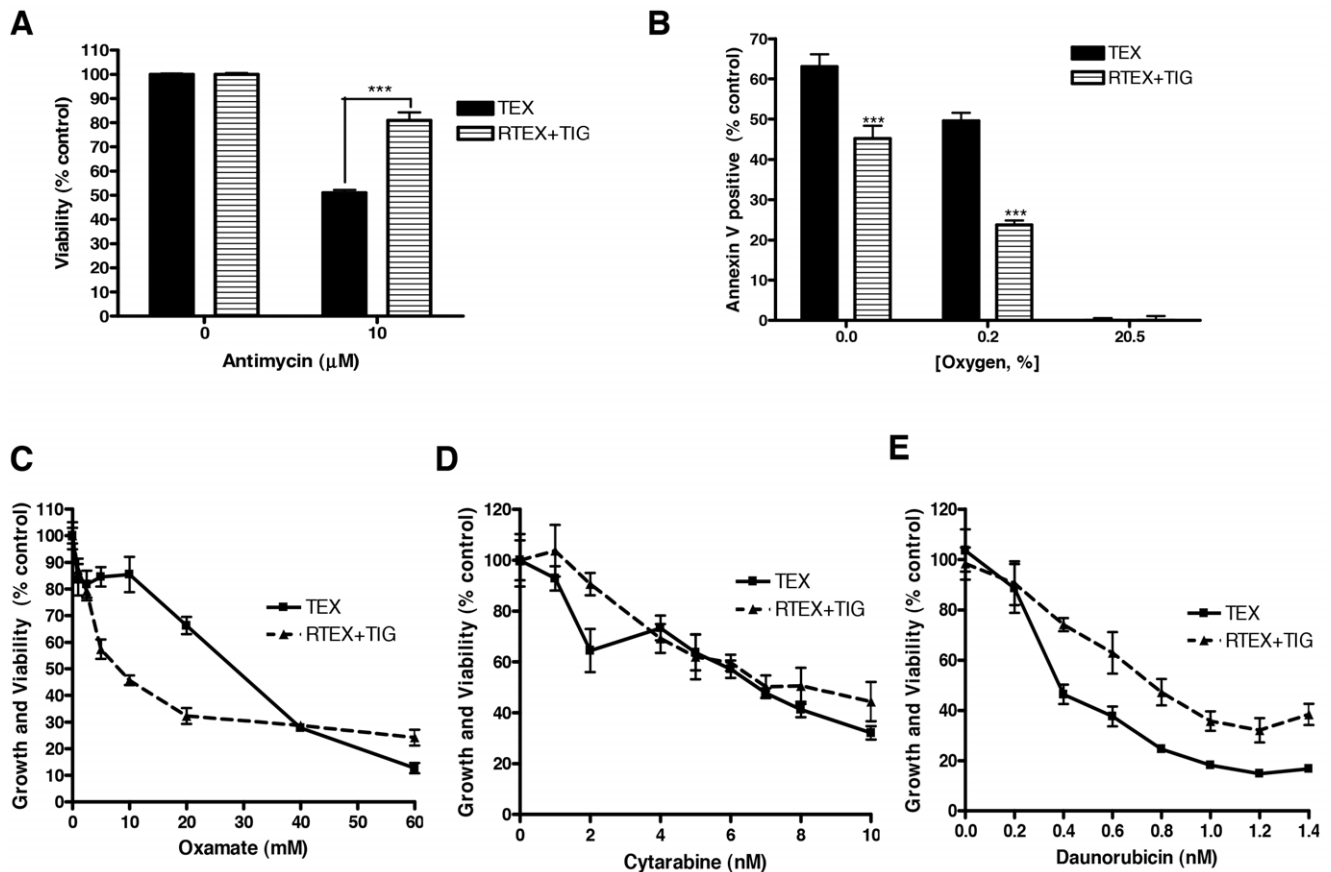 A
Viability (% control)
110
100
90
80
70
60
50
40
30
20
10
0
***
TEX
RTEX+TIG
0
10
Antimycin (μM)
B
Annexin V positive (% control)
70
60
50
40
30
20
10
0
***
***
TEX
RTEX+TIG
0.0
0.2
20.5
[Oxygen, %]
C
Growth and Viability (% control)
110
100
90
80
70
60
50
40
30
20
10
0
TEX
RTEX+TIG
0 10 20 30 40 50 60
Oxamate (mM)
D
Growth and Viability (% control)
120
100
80
60
40
20
0
TEX
RTEX+TIG
0 2 4 6 8 10
Cytarabine (nM)
E
Growth and Viability (% control)
120
100
80
60
40
20
0
TEX
RTEX+TIG
0.0 0.2 0.4 0.6 0.8 1.0 1.2 1.4
Daunorubicin (nM)